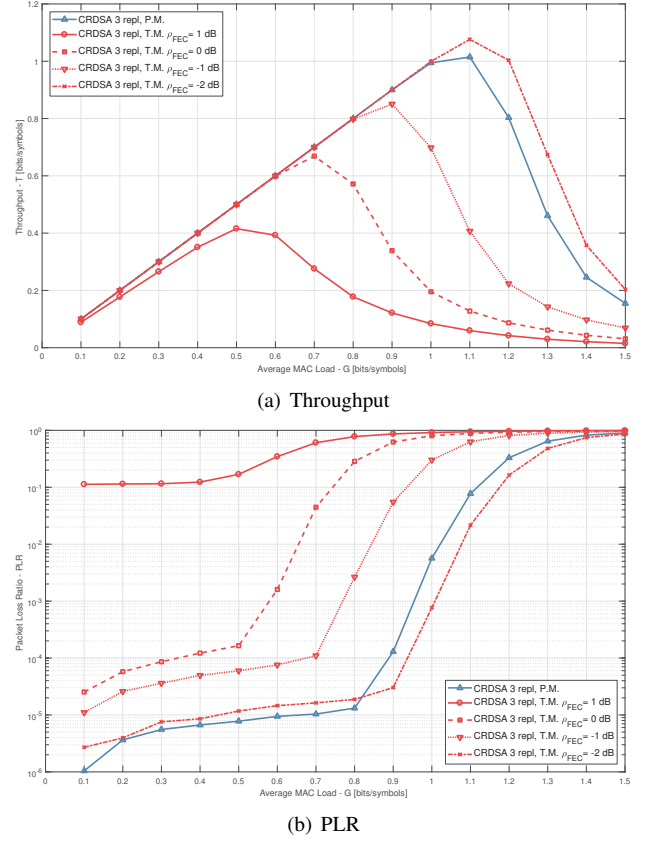 CRDSA 3 repl, P.M.
CRDSA 3 repl, T.M. ρFEC= 1 dB
CRDSA 3 repl, T.M. ρFEC= 0 dB
CRDSA 3 repl, T.M. ρFEC= -1 dB
CRDSA 3 repl, T.M. ρFEC= -2 dB
1.2
1
0.8
0.6
0.4
0.2
0
Throughput - T [bits/symbols]
0 0.1 0.2 0.3 0.4 0.5 0.6 0.7 0.8 0.9 1 1.1 1.2 1.3 1.4 1.5
Average MAC Load - G [bits/symbols]
(a) Throughput
10^0
10^-1
10^-2
10^-3
10^-4
10^-5
10^-6
Packet Loss Ratio - PLR
CRDSA 3 repl, P.M.
CRDSA 3 repl, T.M. ρFEC= 1 dB
CRDSA 3 repl, T.M. ρFEC= 0 dB
CRDSA 3 repl, T.M. ρFEC= -1 dB
CRDSA 3 repl, T.M. ρFEC= -2 dB
0 0.1 0.2 0.3 0.4 0.5 0.6 0.7 0.8 0.9 1 1.1 1.2 1.3 1.4 1.5
Average MAC Load - G [bits/symbols]
(b) PLR